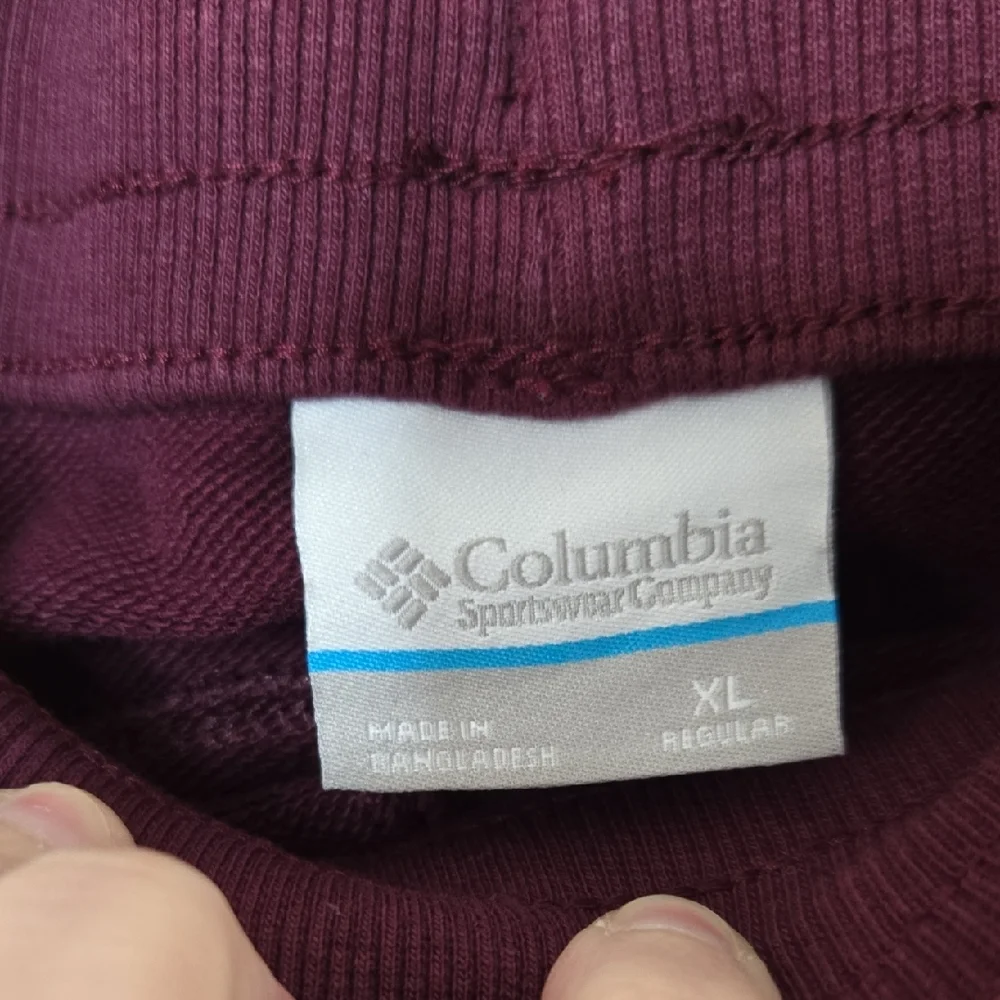 Columbia
Sportswear Company
XL
MADE IN
REGULAR
BANGLADESH